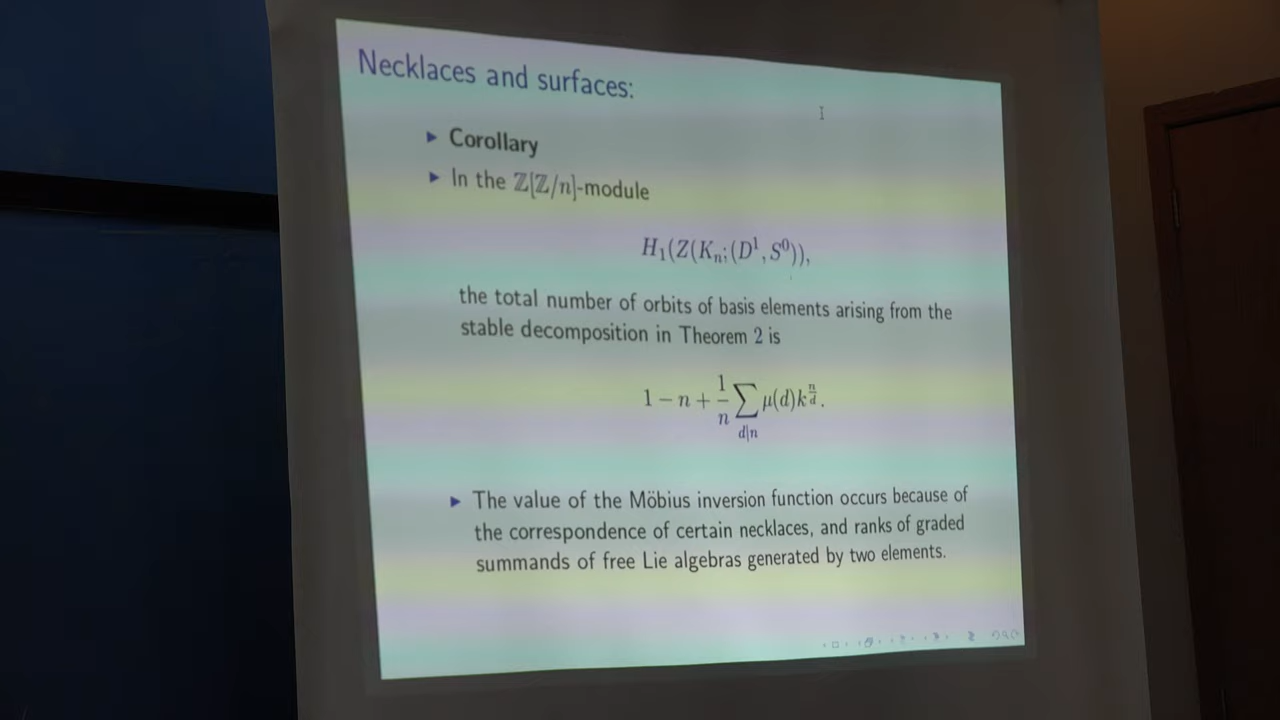 Necklaces and surfaces:
▶ Corollary
▶ In the ℤ[ℤ/n]-module
H₁(Z(Kₙ;(D¹, S⁰)),
the total number of orbits of basis elements arising from the
stable decomposition in Theorem 2 is
1 − n + \frac{1}{n} \sum_{d|n} μ(d)k^{\frac{n}{d}}.
▶ The value of the Möbius inversion function occurs because of
the correspondence of certain necklaces, and ranks of graded
summands of free Lie algebras generated by two elements.